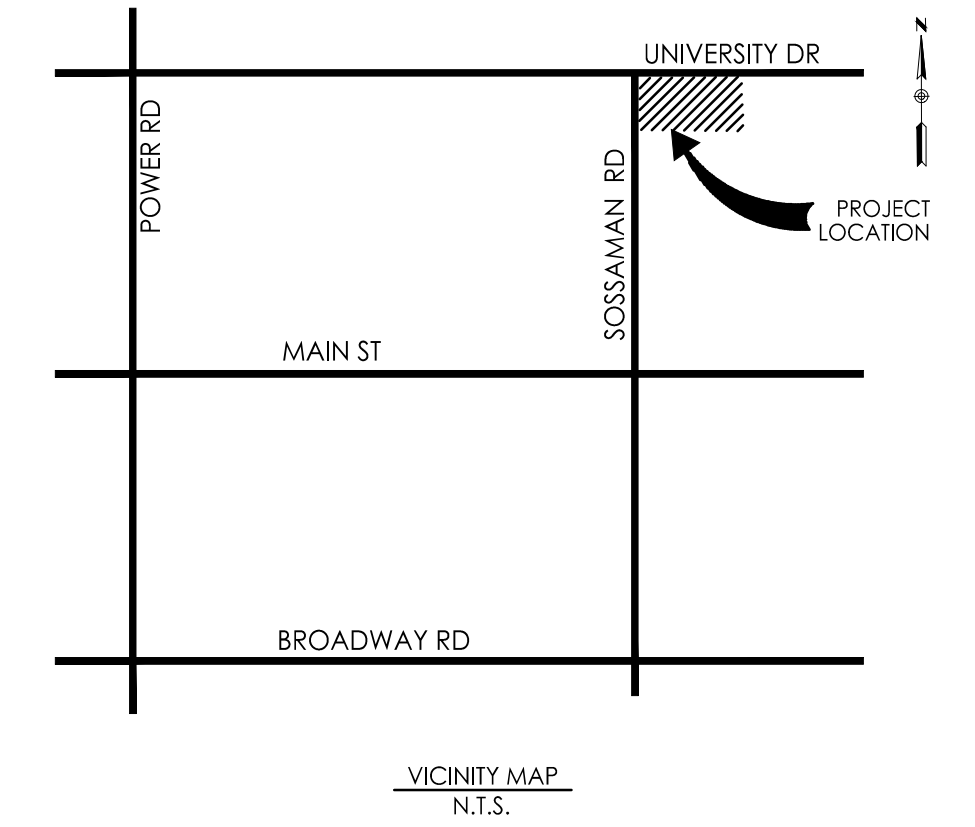 N
UNIVERSITY DR
POWER RD
SOSSAMAN RD
PROJECT
LOCATION
MAIN ST
BROADWAY RD
VICINITY MAP
N.T.S.